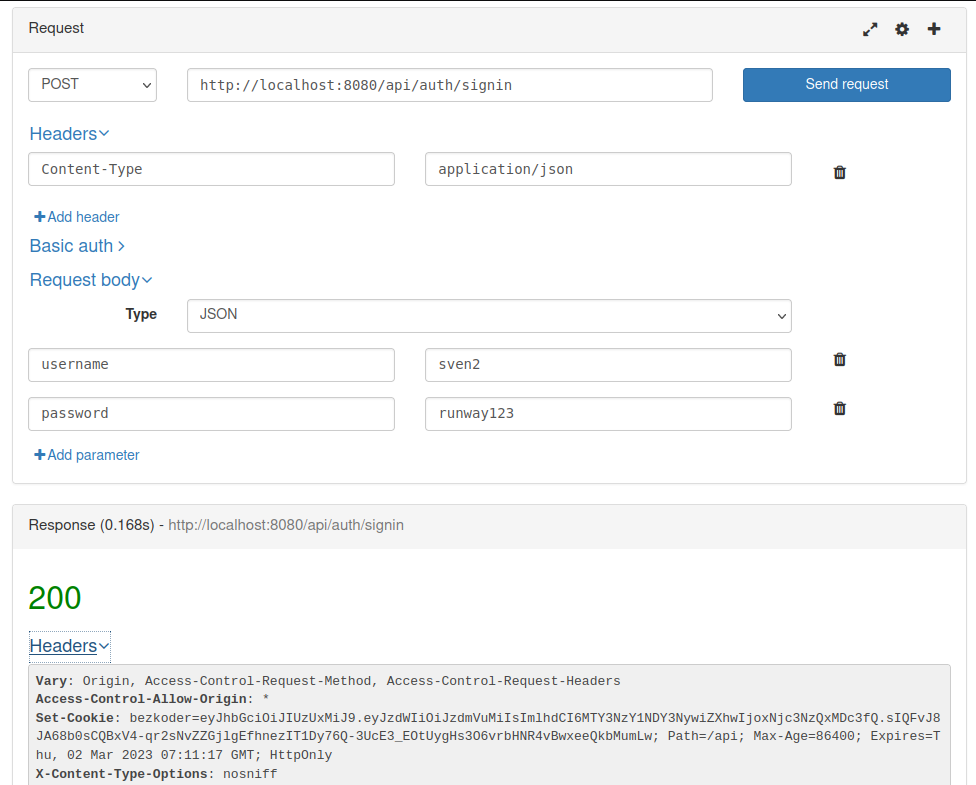 Request
POST
http://localhost:8080/api/auth/signin
Send request
Headers
Content-Type
application/json
Add header
Basic auth
Request body
Type
JSON
username
sven2
password
runway123
Add parameter
Response (0.168s) - http://localhost:8080/api/auth/signin
200
Headers
Vary: Origin, Access-Control-Request-Method, Access-Control-Request-Headers
Access-Control-Allow-Origin: *
Set-Cookie: bezkoder=eyJhbGciOiJIUzUxMiJ9.eyJzdWIiOiJzdmVuMiIsImlhdCI6MTY3NzY1NDY3NywiZXhwIjoxNjc3NzQxMDc3fQ.sIQFvJ8
JA68b0sCQBxV4-qr2sNvZZGjlgEfhnezIT1Dy76Q-3UcE3_EOtUygHs3O6vrbHNR4vBwxeeQkbMumLw; Path=/api; Max-Age=86400; Expires=T
hu, 02 Mar 2023 07:11:17 GMT; HttpOnly
X-Content-Type-Options: nosniff